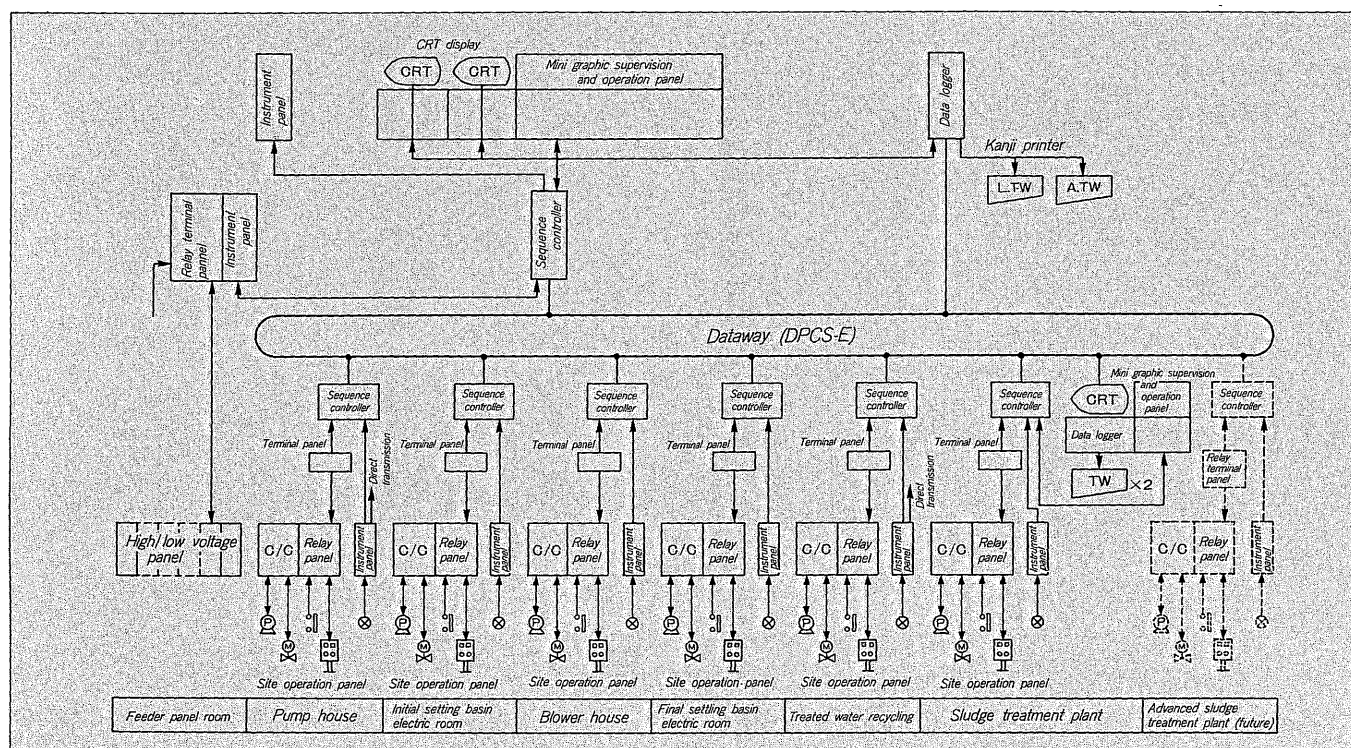 CRT display
CRT
CRT
Mini graphic supervision
and operation panel
Instrument
panel
Data logger
Kanji printer
L.TW
A.TW
Relay terminal
pannel
Instrument
panel
Sequence
controller
Dataway (DPCS-E)
Sequence
controller
Sequence
controller
Sequence
controller
Sequence
controller
Sequence
controller
Sequence
controller
CRT
Mini graphic supervision
and
operation
panel
Sequence
controller
Terminal panel
Direct
transmission
Terminal panel
Terminal panel
Terminal panel
Terminal panel
Direct
transmission
Terminal panel
Data logger
TW
×2
Relay
terminal
panel
High/low voltage
panel
C/C
Relay
panel
Instrument
panel
C/C
Relay
panel
Instrument
panel
C/C
Relay
panel
Instrument
panel
C/C
Relay
panel
Instrument
panel
C/C
Relay
panel
Instrument
panel
C/C
Relay
panel
Instrument
panel
C/C
Relay
panel
Instrument
panel
M
M
M
M
M
M
M
Site operation panel
Site operation panel
Site operation panel
Site operation panel
Site operation panel
Site operation panel
Feeder panel room
Pump house
Initial setting basin
electric room
Blower house
Final settling basin
electric room
Treated water recycling
Sludge treatment plant
Advanced sludge
treatment plant (future)